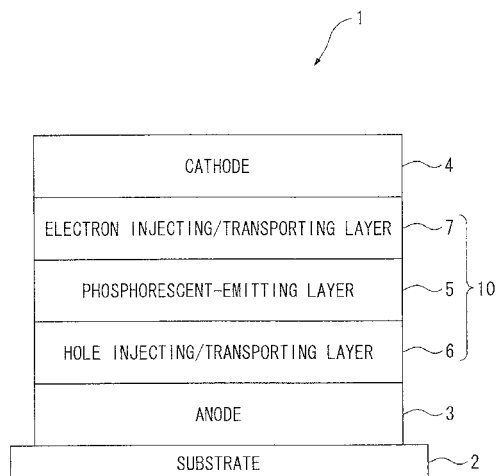 1
CATHODE 4
ELECTRON INJECTING/TRANSPORTING LAYER 7
PHOSPHORESCENT-EMITTING LAYER 5 10
HOLE INJECTING/TRANSPORTING LAYER 6
ANODE 3
SUBSTRATE 2